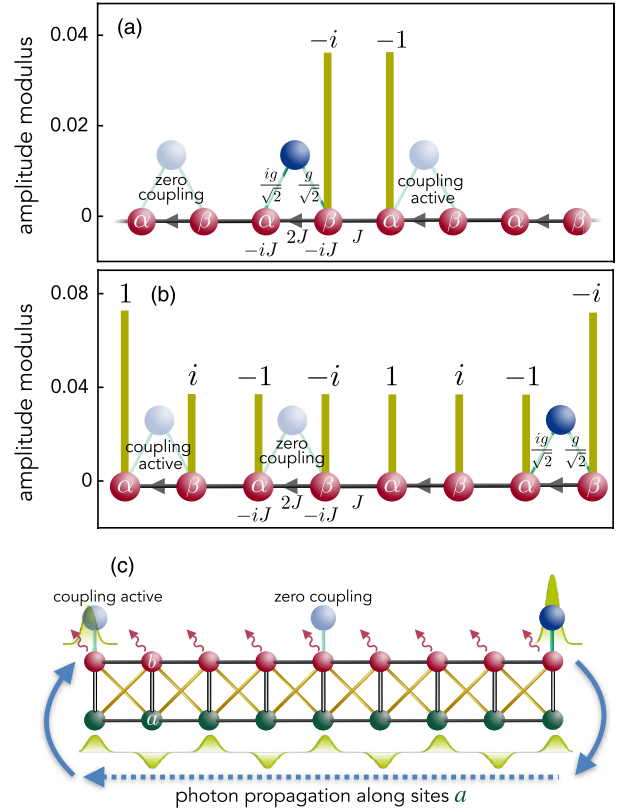 (a)
amplitude modulus
0.04
0.02
0
−i
−1
zero
coupling
ig/√2
g/√2
coupling
active
α
β
α
β
α
β
α
β
−iJ
2J
−iJ
J
(b)
amplitude modulus
0.08
0.04
0
1
i
−1
−i
1
i
−1
−i
coupling
active
zero
coupling
ig/√2
g/√2
α
β
α
β
α
β
α
β
−iJ
2J
−iJ
J
(c)
coupling active
zero coupling
b
a
photon propagation along sites a